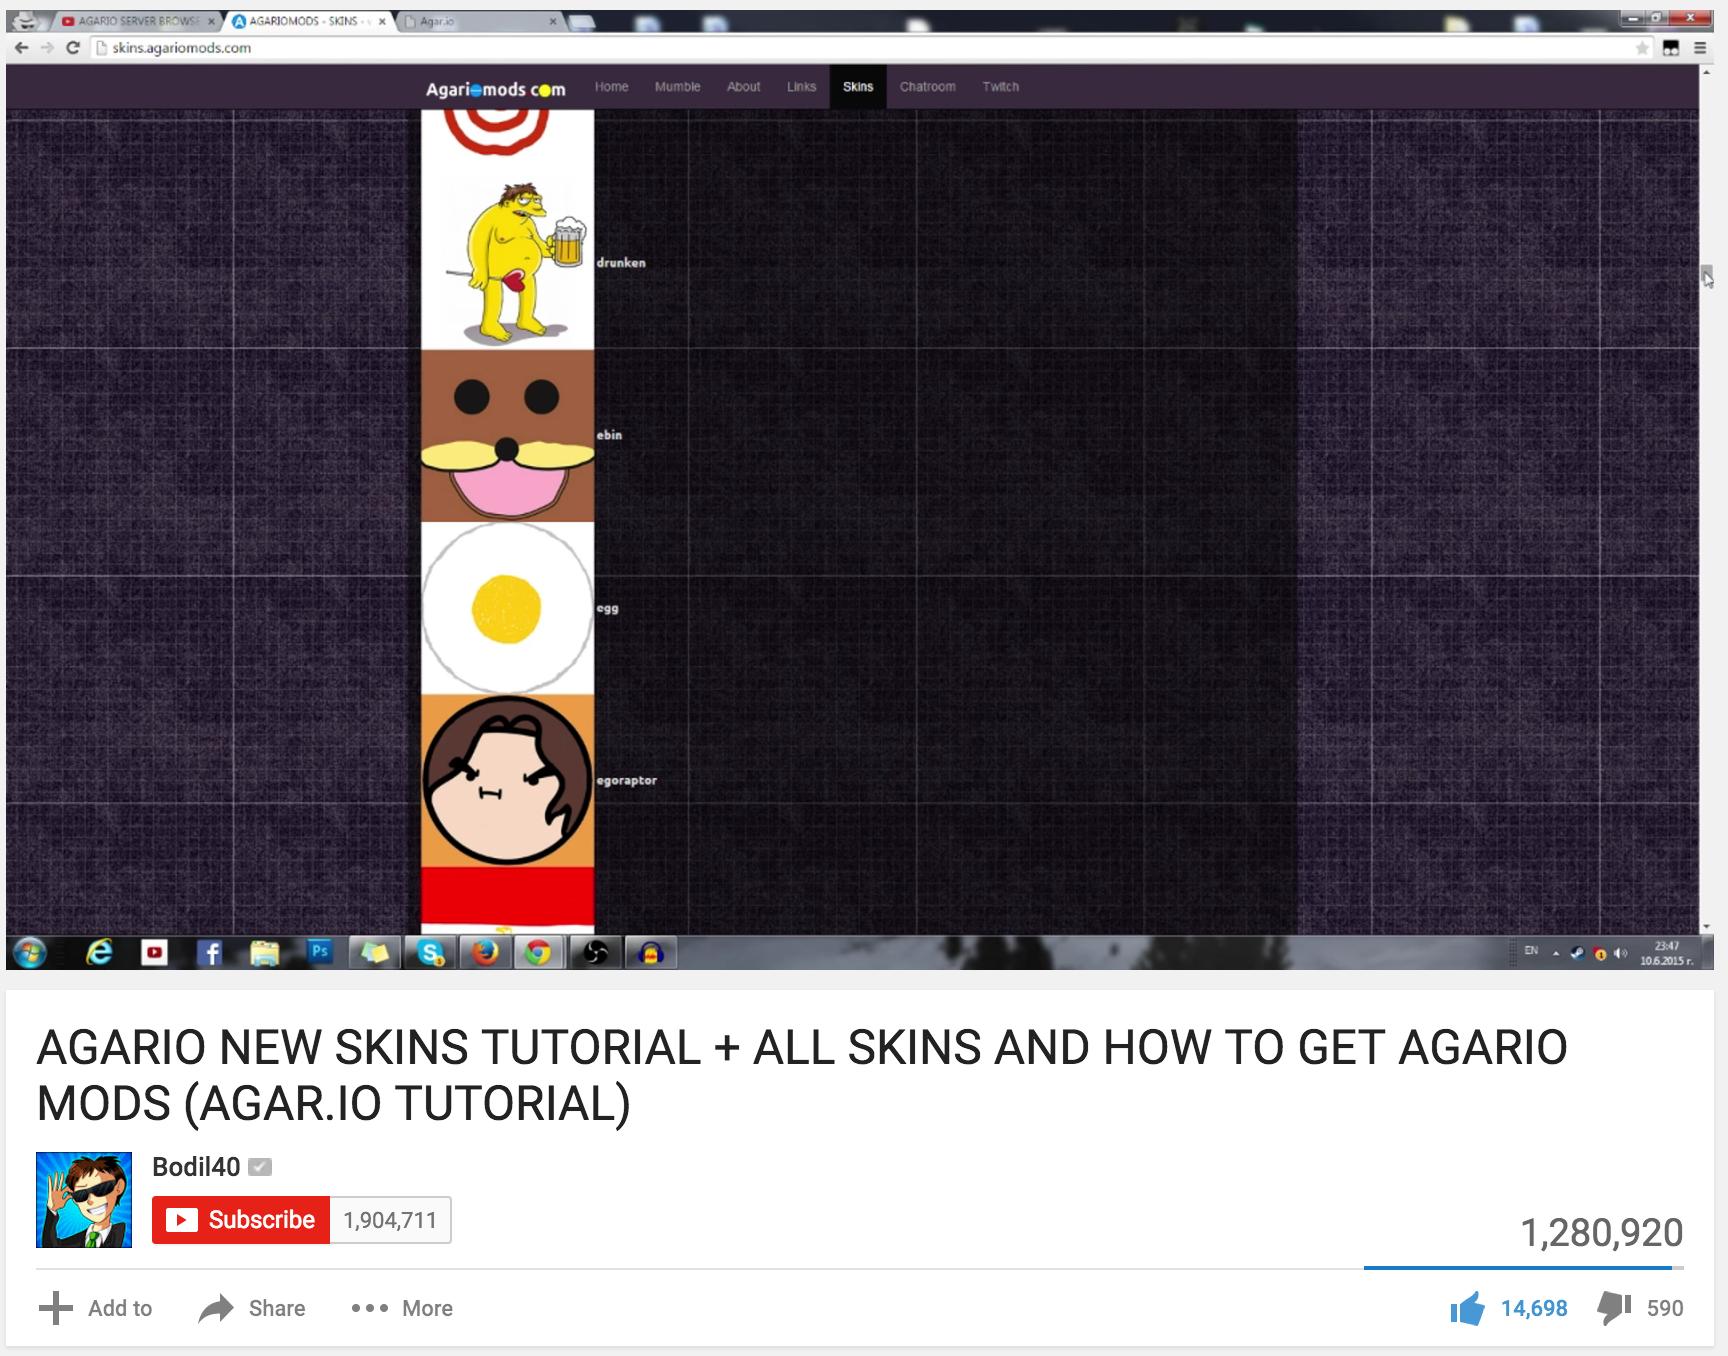 AGARIO SERVER BROWSE
AGARIOMODS - SKINS -
Agar.io
skins.agariomods.com
Agariomods com
Home
Mumble
About
Links
Skins
Chatroom
Twitch
drunken
ebin
egg
egoraptor
Ps
EN
23:47
10.6.2015 г.
AGARIO NEW SKINS TUTORIAL + ALL SKINS AND HOW TO GET AGARIO
MODS (AGAR.IO TUTORIAL)
Bodil40
Subscribe 1,904,711
1,280,920
Add to
Share
More
14,698
590